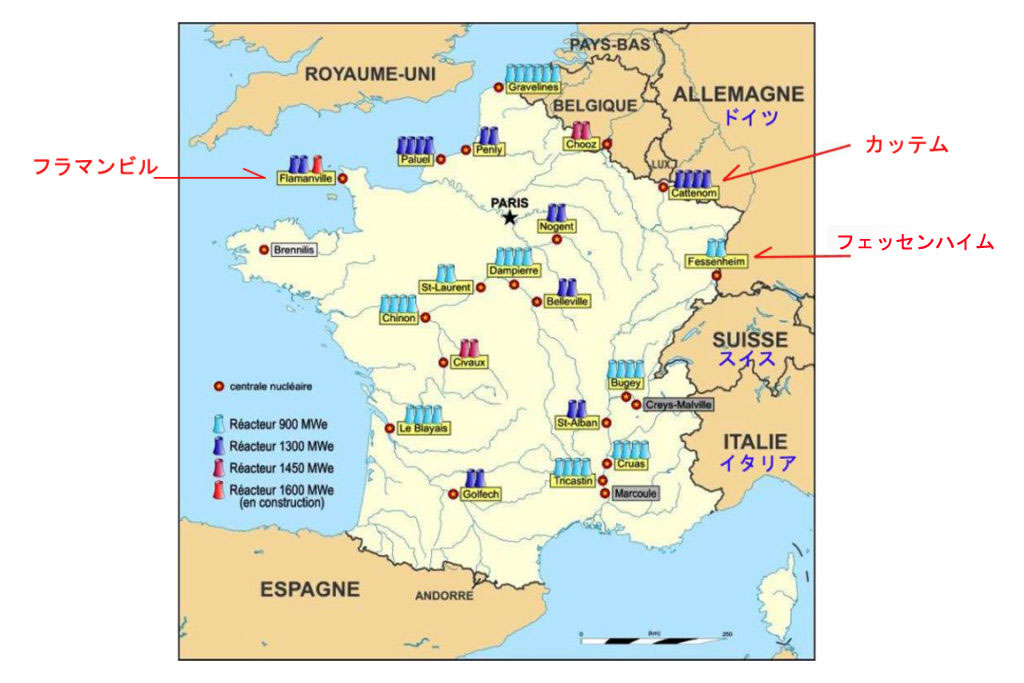 PAYS-BAS
ROYAUME-UNI
Gravelines
BELGIQUE
ALLEMAGNE
ドイツ
Chooz
Penly
Paluel
カッテム
フラマンビル
Flamanville
LUX.
Cattenom
PARIS
Nogent
フェッセンハイム
Brennilis
Fessenheim
Dampierre
St-Laurent
Belleville
Chinon
SUISSE
スイス
Civaux
Bugey
centrale nucléaire
Creys-Malville
Réacteur 900 MWe
Le Blayais
St-Alban
Réacteur 1300 MWe
ITALIE
イタリア
Réacteur 1450 MWe
Cruas
Tricastin
Réacteur 1600 MWe
(en construction)
Golfech
Marcoule
ESPAGNE
ANDORRE
0 (km) 250